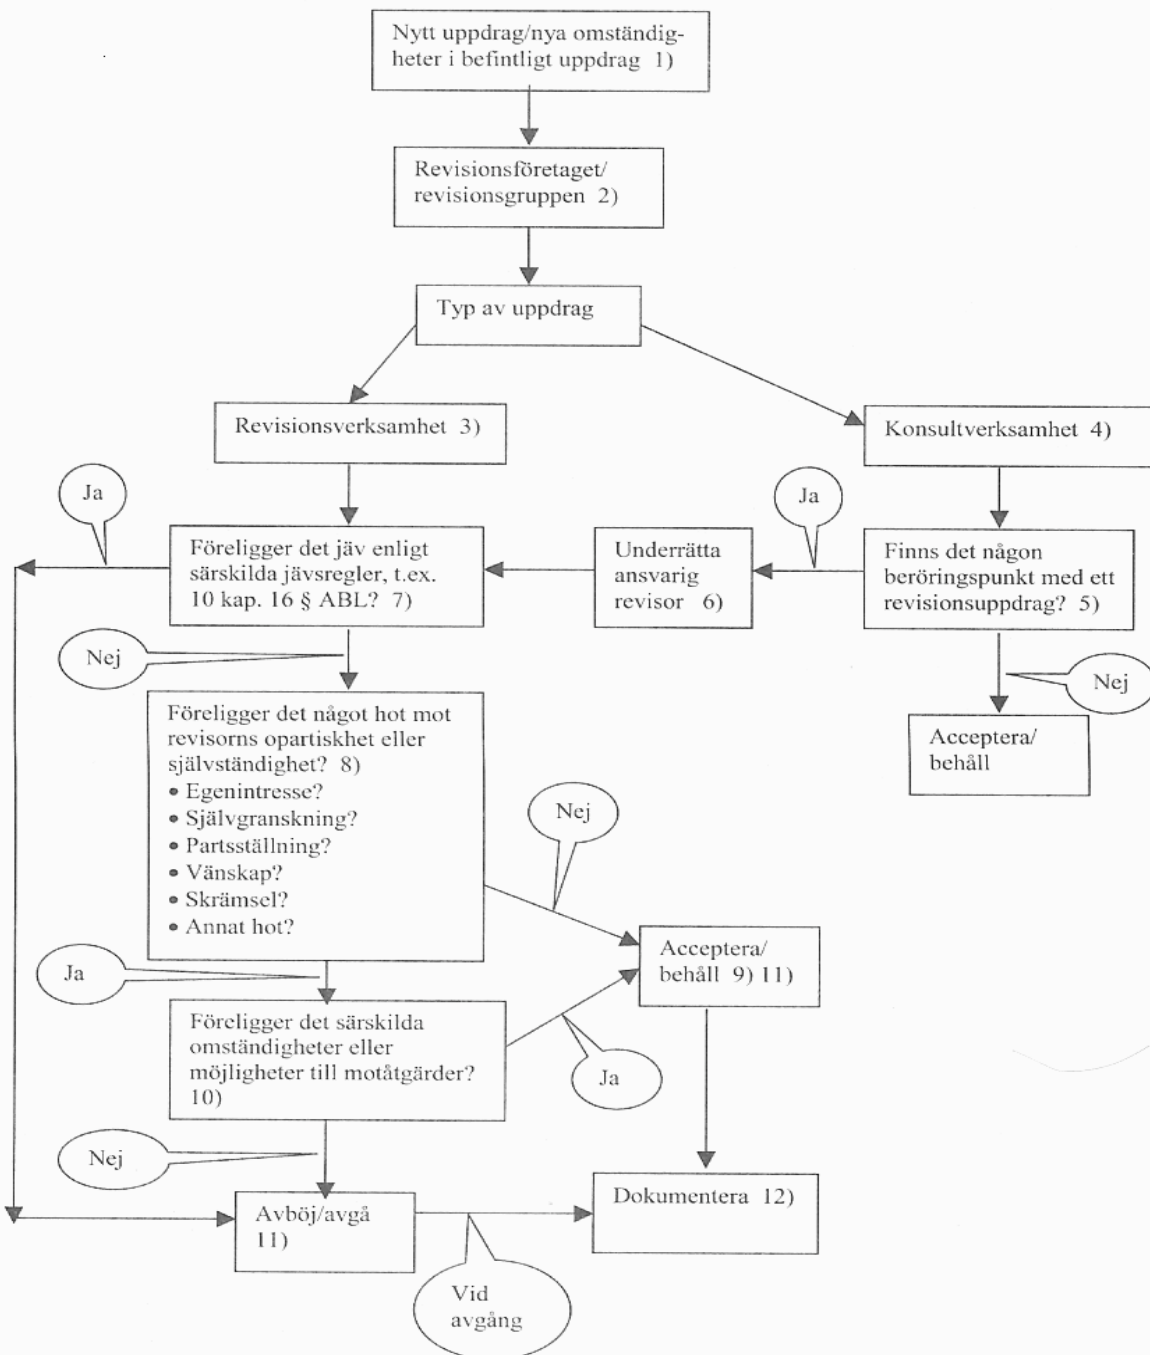 Nytt uppdrag/nya omständig-
heter i befintligt uppdrag 1)
Revisionsföretaget/
revisionsgruppen 2)
Typ av uppdrag
Revisionsverksamhet 3)
Konsultverksamhet 4)
Ja
Ja
Föreligger det jäv enligt
särskilda jävsregler, t.ex.
10 kap. 16 § ABL? 7)
Underrätta
ansvarig
revisor 6)
Finns det någon
beröringspunkt med ett
revisionsuppdrag? 5)
Nej
Nej
Föreligger det något hot mot
revisorns opartiskhet eller
självständighet? 8)
• Egenintresse?
• Självgranskning?
• Partsställning?
• Vänskap?
• Skrämsel?
• Annat hot?
Acceptera/
behåll
Nej
Ja
Acceptera/
behåll 9) 11)
Föreligger det särskilda
omständigheter eller
möjligheter till motåtgärder?
10)
Ja
Nej
Avböj/avgå
11)
Dokumentera 12)
Vid
avgång